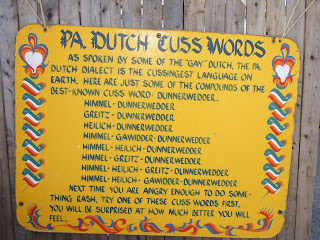 PA. DUTCH CUSS WORDS
AS SPOKEN BY SOME OF THE "GAY" DUTCH, THE PA.
DUTCH DIALECT IS THE CUSSINGEST LANGUAGE ON
EARTH. HERE ARE JUST SOME OF THE COMPOUNDS OF THE
BEST-KNOWN CUSS WORD: DUNNERWEDDER..
HIMMEL-DUNNERWEDDER
GREITZ-DUNNERWEDDER
HEILICH-DUNNERWEDDER
HIMMEL-GAWIDDER-DUNNERWEDDER
HIMMEL-HEILICH-DUNNERWEDDER
HIMMEL-GREITZ-DUNNERWEDDER
HIMMEL-HEILICH-GREITZ-DUNNERWEDDER
HIMMEL-HEILICH-GAWIDDER-DUNNERWEDDER
NEXT TIME YOU ARE ANGRY ENOUGH TO DO SOME-
THING RASH, TRY ONE OF THESE CUSS WORDS FIRST.
YOU WILL BE SURPRISED AT HOW MUCH BETTER YOU WILL
FEEL..